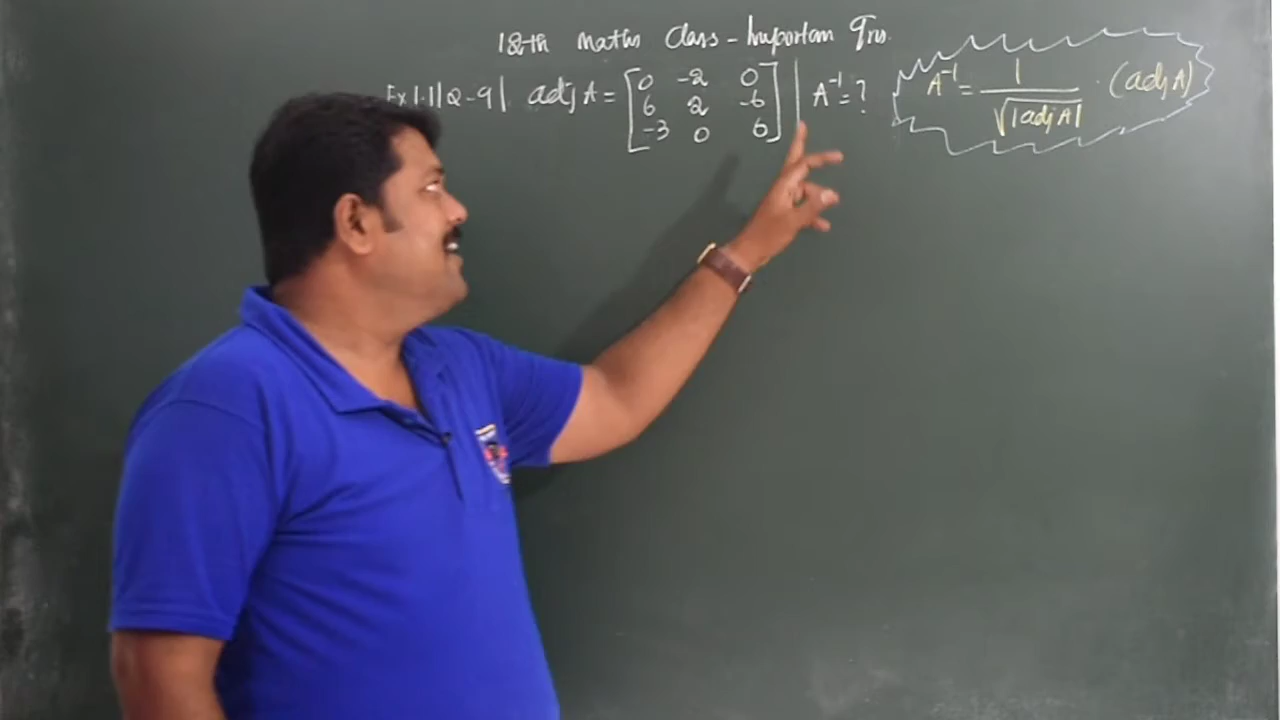 12th maths Class - Importan Qns.
Ex 1.1 | Q-9 | adj A = [0 -2 0 | A⁻¹ = ? A⁻¹ = 1/√|adj A| · (adj A)
6 2 -6
-3 0 6]